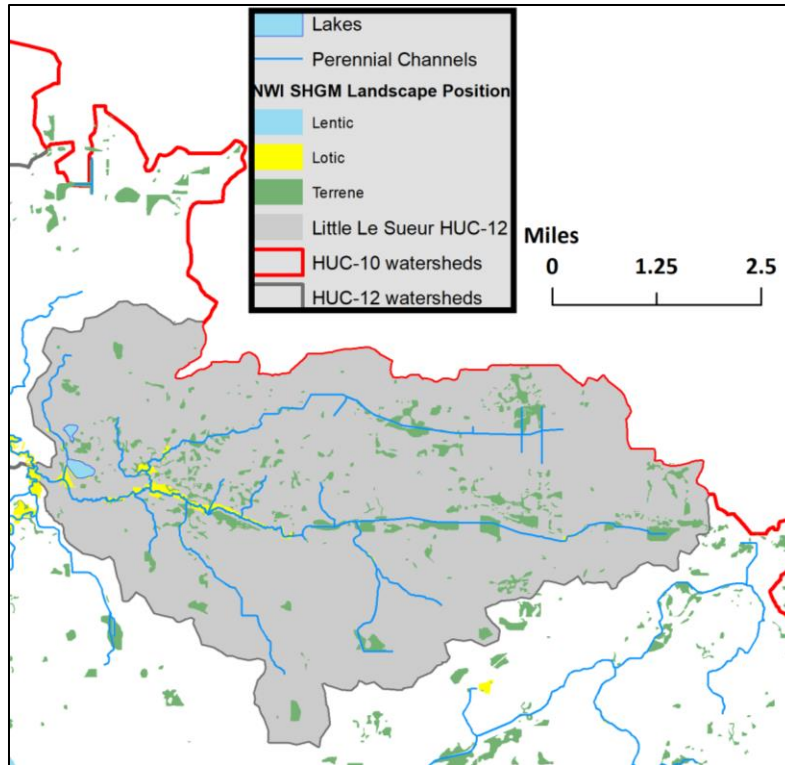 Lakes
Perennial Channels
NWI SHGM Landscape Position
Lentic
Lotic
Terrene
Little Le Sueur HUC-12
HUC-10 watersheds
HUC-12 watersheds
Miles
0 1.25 2.5